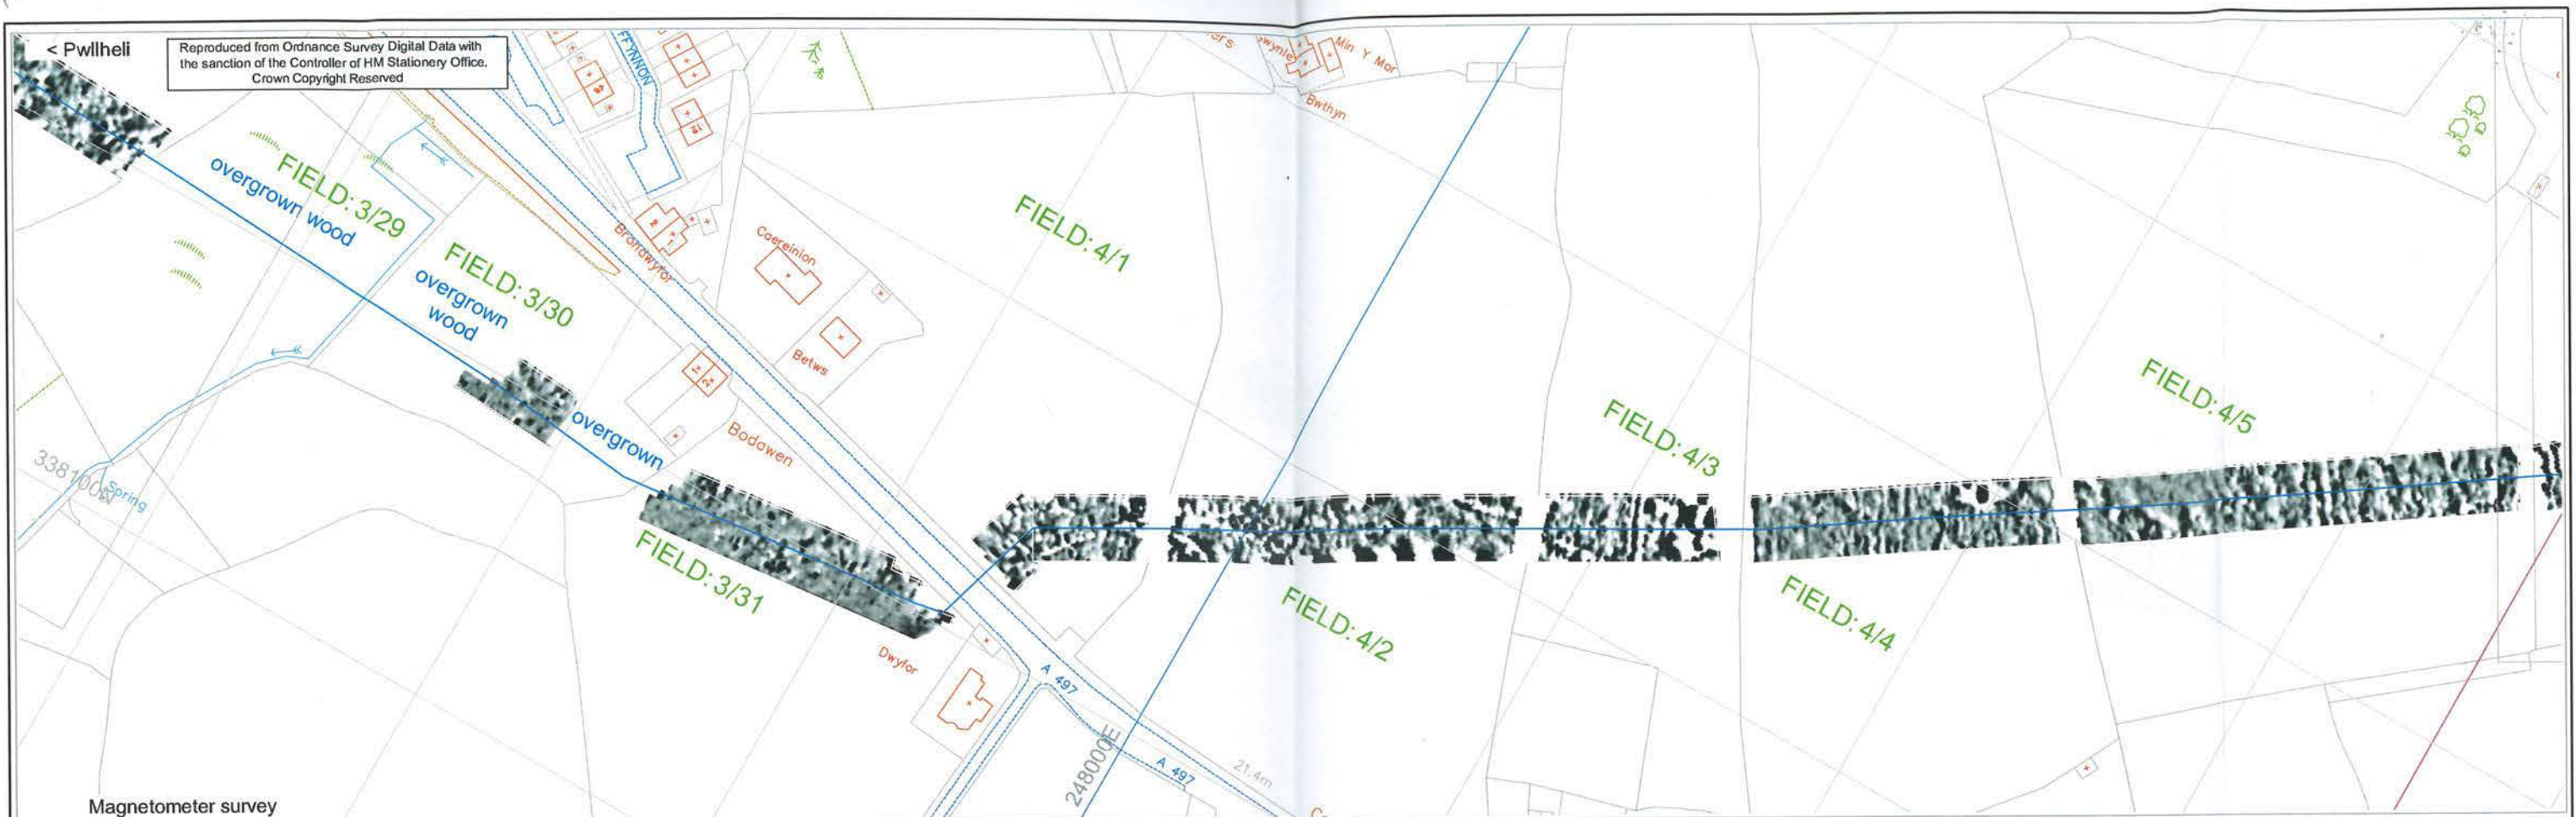 < Pwllheli
Reproduced from Ordnance Survey Digital Data with
the sanction of the Controller of HM Stationery Office.
Crown Copyright Reserved
FFYNNON
Min Y Mor
Bwthyn
FIELD: 3/29
overgrown wood
FIELD: 3/30
overgrown
wood
Brondwyfor
Caereinion
Betws
FIELD: 4/1
FIELD: 4/3
FIELD: 4/5
overgrown
Bodawen
338100N
Spring
FIELD: 3/31
FIELD: 4/2
FIELD: 4/4
Dwyfor
A 497
248000E
A 497
21.4m
Magnetometer survey